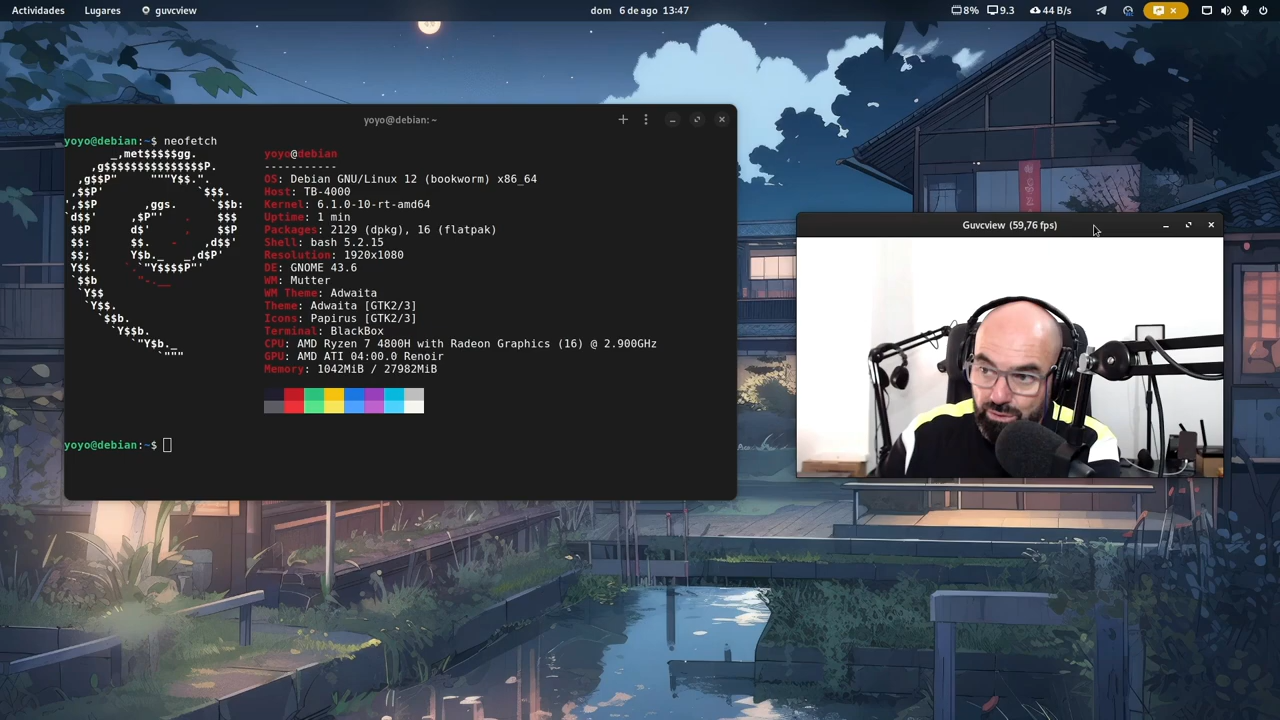 Actividades Lugares guvcview dom 6 de ago 13:47 8% 9.3 44 B/s
yoyo@debian: ~
yoyo@debian:~$ neofetch
_,met$$$$$gg. yoyo@debian
,g$$$$$$$$$$$$$$$P. -----------
,g$$P" """Y$$.". OS: Debian GNU/Linux 12 (bookworm) x86_64
,$$P' `$$$. Host: TB-4000
',$$P ,ggs. `$$b: Kernel: 6.1.0-10-rt-amd64
`d$$' ,$P"' . $$$ Uptime: 1 min
$$P d$' , $$P Packages: 2129 (dpkg), 16 (flatpak)
$$: $$. - ,d$$' Shell: bash 5.2.15
$$; Y$b._ _,d$P' Resolution: 1920x1080
Y$$. `.`"Y$$$$P"' DE: GNOME 43.6
`$$b "-.__ WM: Mutter
`Y$$ WM Theme: Adwaita
`Y$$. Theme: Adwaita [GTK2/3]
`$$b. Icons: Papirus [GTK2/3]
`Y$$b. Terminal: BlackBox
`"Y$b._ CPU: AMD Ryzen 7 4800H with Radeon Graphics (16) @ 2.900GHz
`""" GPU: AMD ATI 04:00.0 Renoir
Memory: 1042MiB / 27982MiB
yoyo@debian:~$
Guvcview (59,76 fps)